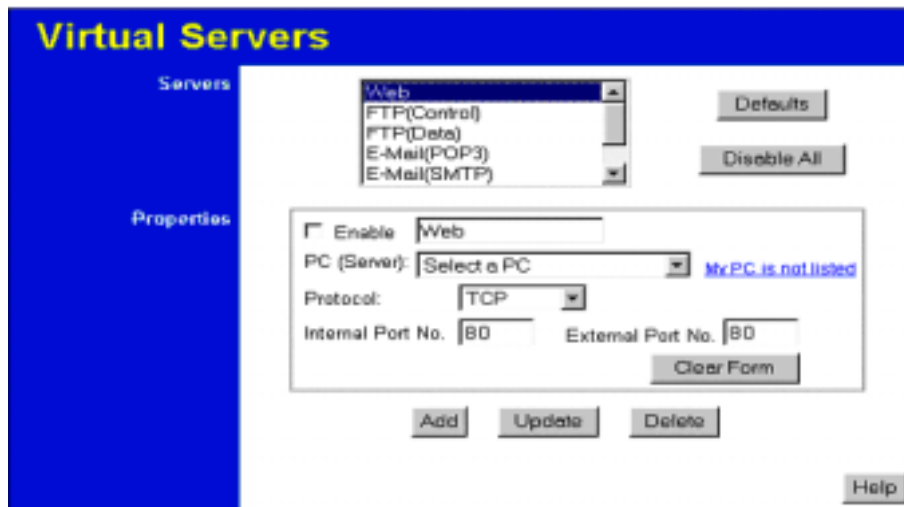 Virtual Servers
Servers
Web
FTP(Control)
FTP(Data)
E-Mail(POP3)
E-Mail(SMTP)
Defaults
Disable All
Properties
Enable Web
PC (Server): Select a PC My PC is not listed
Protocol: TCP
Internal Port No. 80 External Port No. 80
Clear Form
Add Update Delete
Help